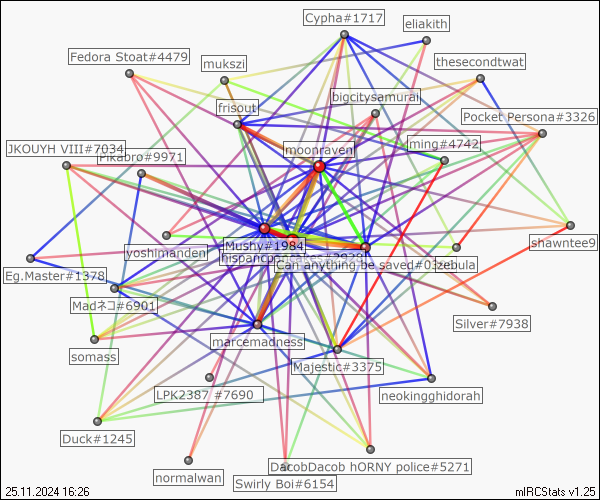 Cypha#1717
eliakith
Fedora Stoat#4479
mukszi
thesecondtwat
bigcitysamurai
frisout
Pocket Persona#3326
JKOUYH VIII#7034
moonraven
ming#4742
Pikabro#9971
Mushy#1984
yoshimanden
shawntee9
Can anything be saved#0
zebula
Eg.Master#1378
Madネコ#6901
Silver#7938
marcemadness
somass
Majestic#3375
LPK2387 #7690
neokingghidorah
Duck#1245
DacobDacob hORNY police#5271
normalwan
Swirly Boi#6154
25.11.2024 16:26
mIRCStats v1.25